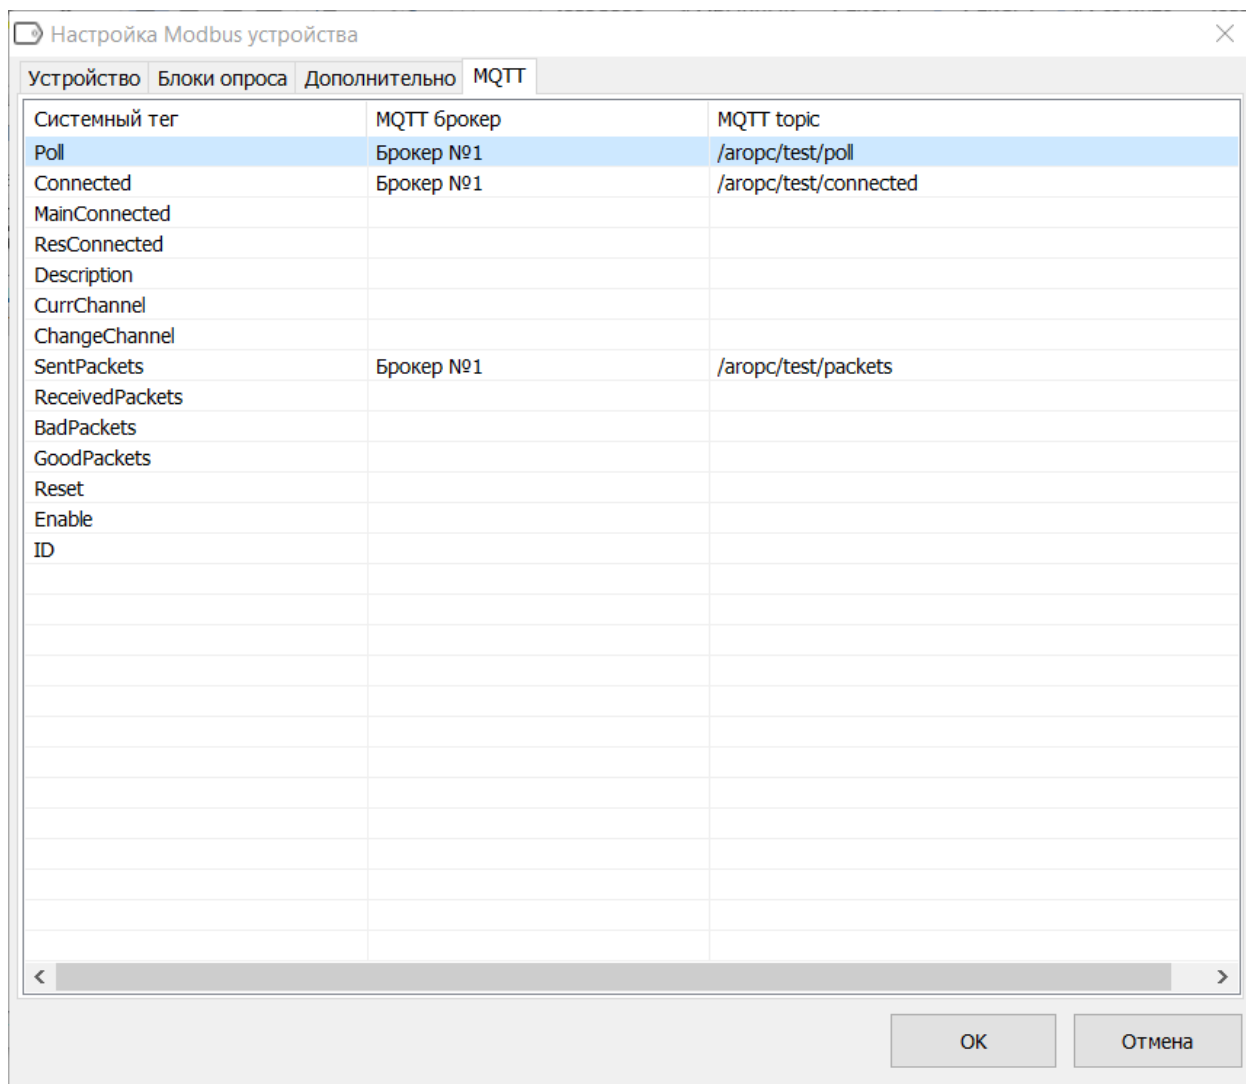 Настройка Modbus устройства
Устройство Блоки опроса Дополнительно MQTT
Системный тег MQTT брокер MQTT topic
Poll Брокер №1 /aropc/test/poll
Connected Брокер №1 /aropc/test/connected
MainConnected
ResConnected
Description
CurrChannel
ChangeChannel
SentPackets Брокер №1 /aropc/test/packets
ReceivedPackets
BadPackets
GoodPackets
Reset
Enable
ID
OK Отмена